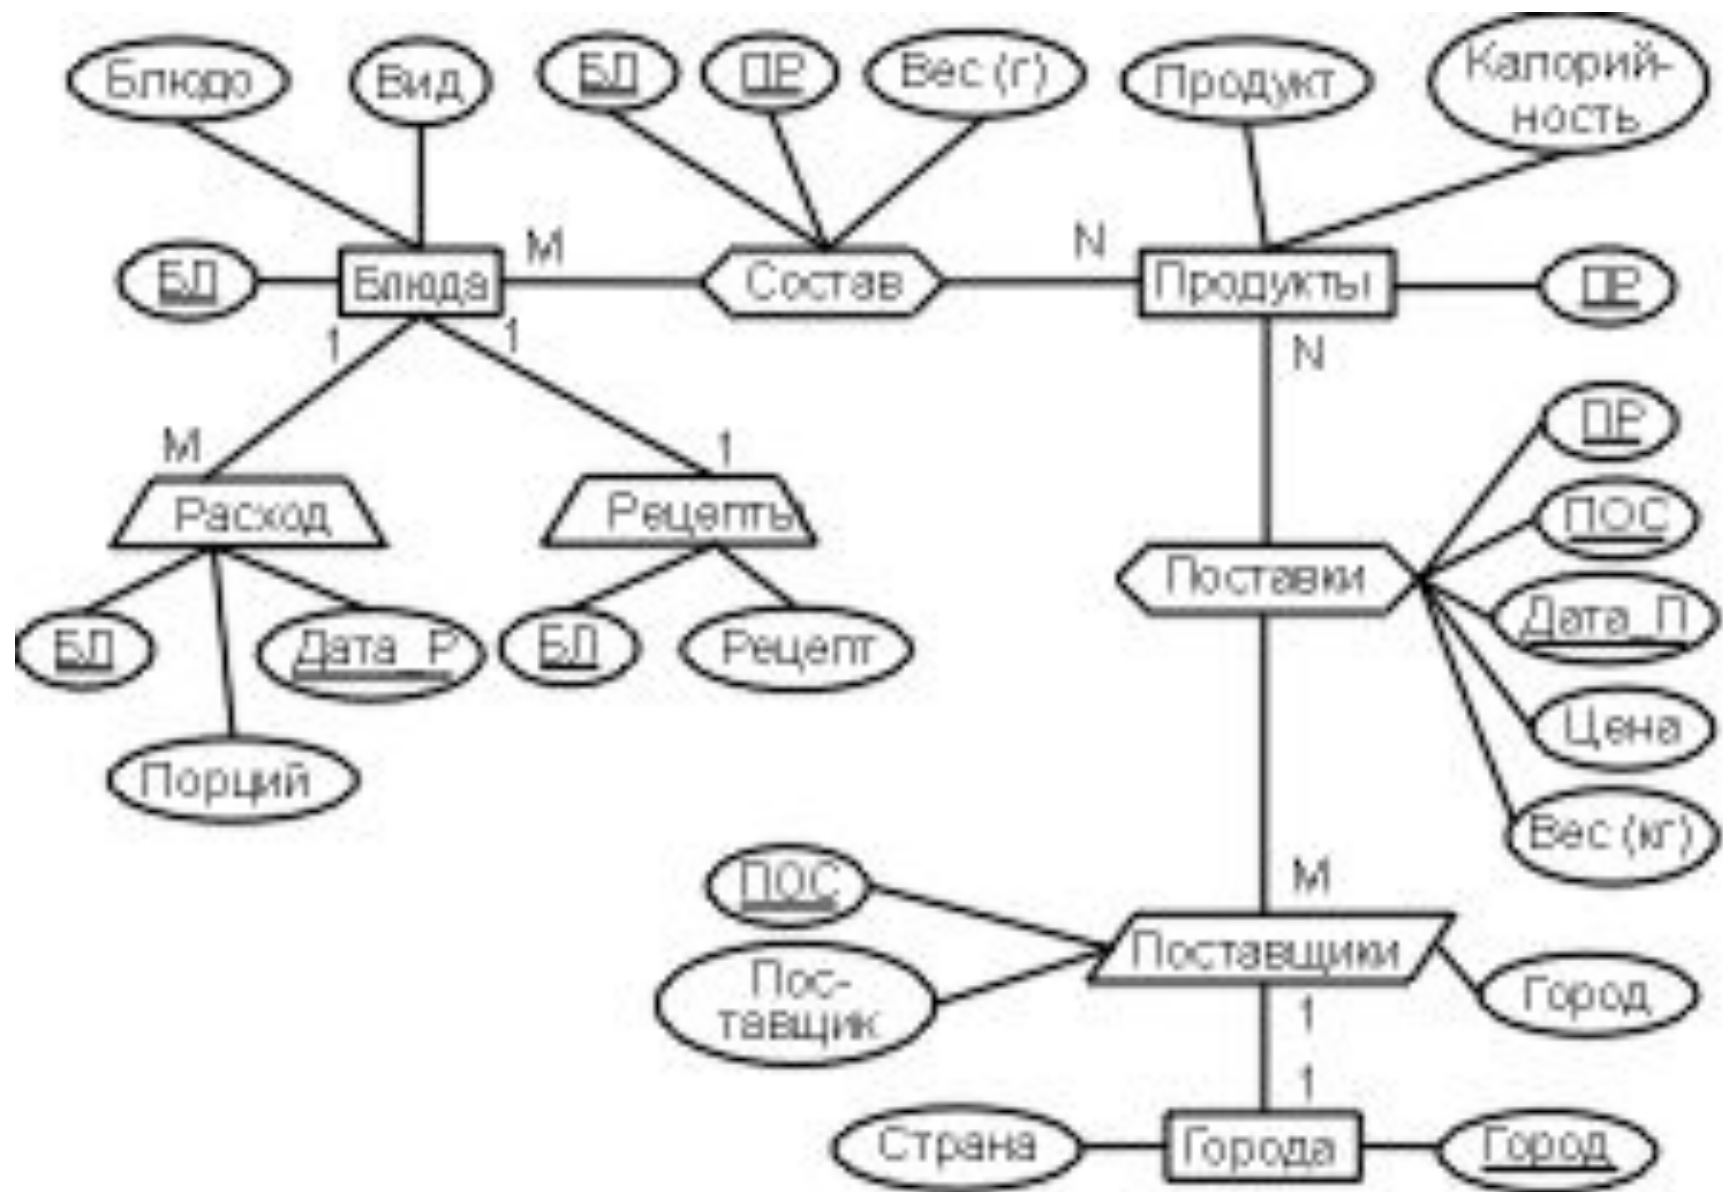 Блюдо
Вид
БЛ
ПР
Вес (г)
Продукт
Калорий-
ность
БЛ
Блюда
М
Состав
N
Продукты
ПР
1
1
N
М
1
ПР
Расход
Рецепты
ПОС
Поставки
БЛ
Дата_Р
БЛ
Рецепт
Дата_П
Цена
Порций
Вес (кг)
ПОС
М
Поставщики
Пос-
тавщик
Город
1
1
Страна
Города
Город